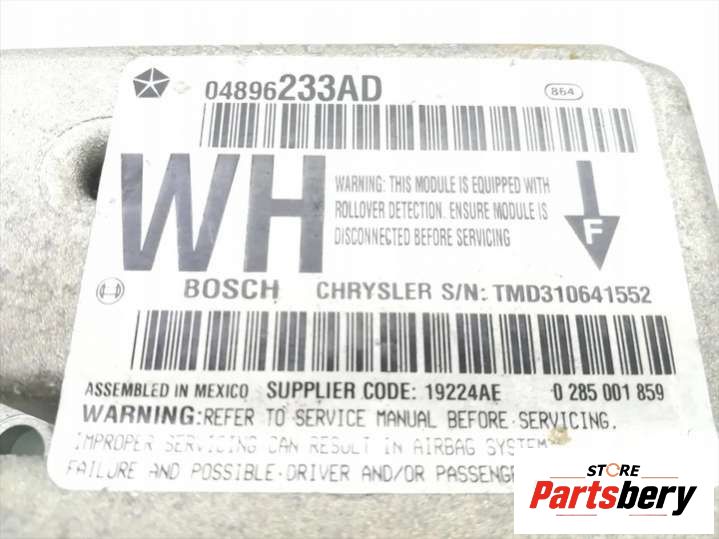 04896233AD 864
WH
WARNING: THIS MODULE IS EQUIPPED WITH
ROLLOVER DETECTION. ENSURE MODULE IS
DISCONNECTED BEFORE SERVICING
F
BOSCH CHRYSLER S/N: TMD310641552
ASSEMBLED IN MEXICO SUPPLIER CODE: 19224AE 0 285 001 859
WARNING: REFER TO SERVICE MANUAL BEFORE SERVICING.
IMPROPER SERVICING CAN RESULT IN AIRBAG SYSTEM
FAILURE AND POSSIBLE DRIVER AND/OR PASSENGE
STORE
Partsbery